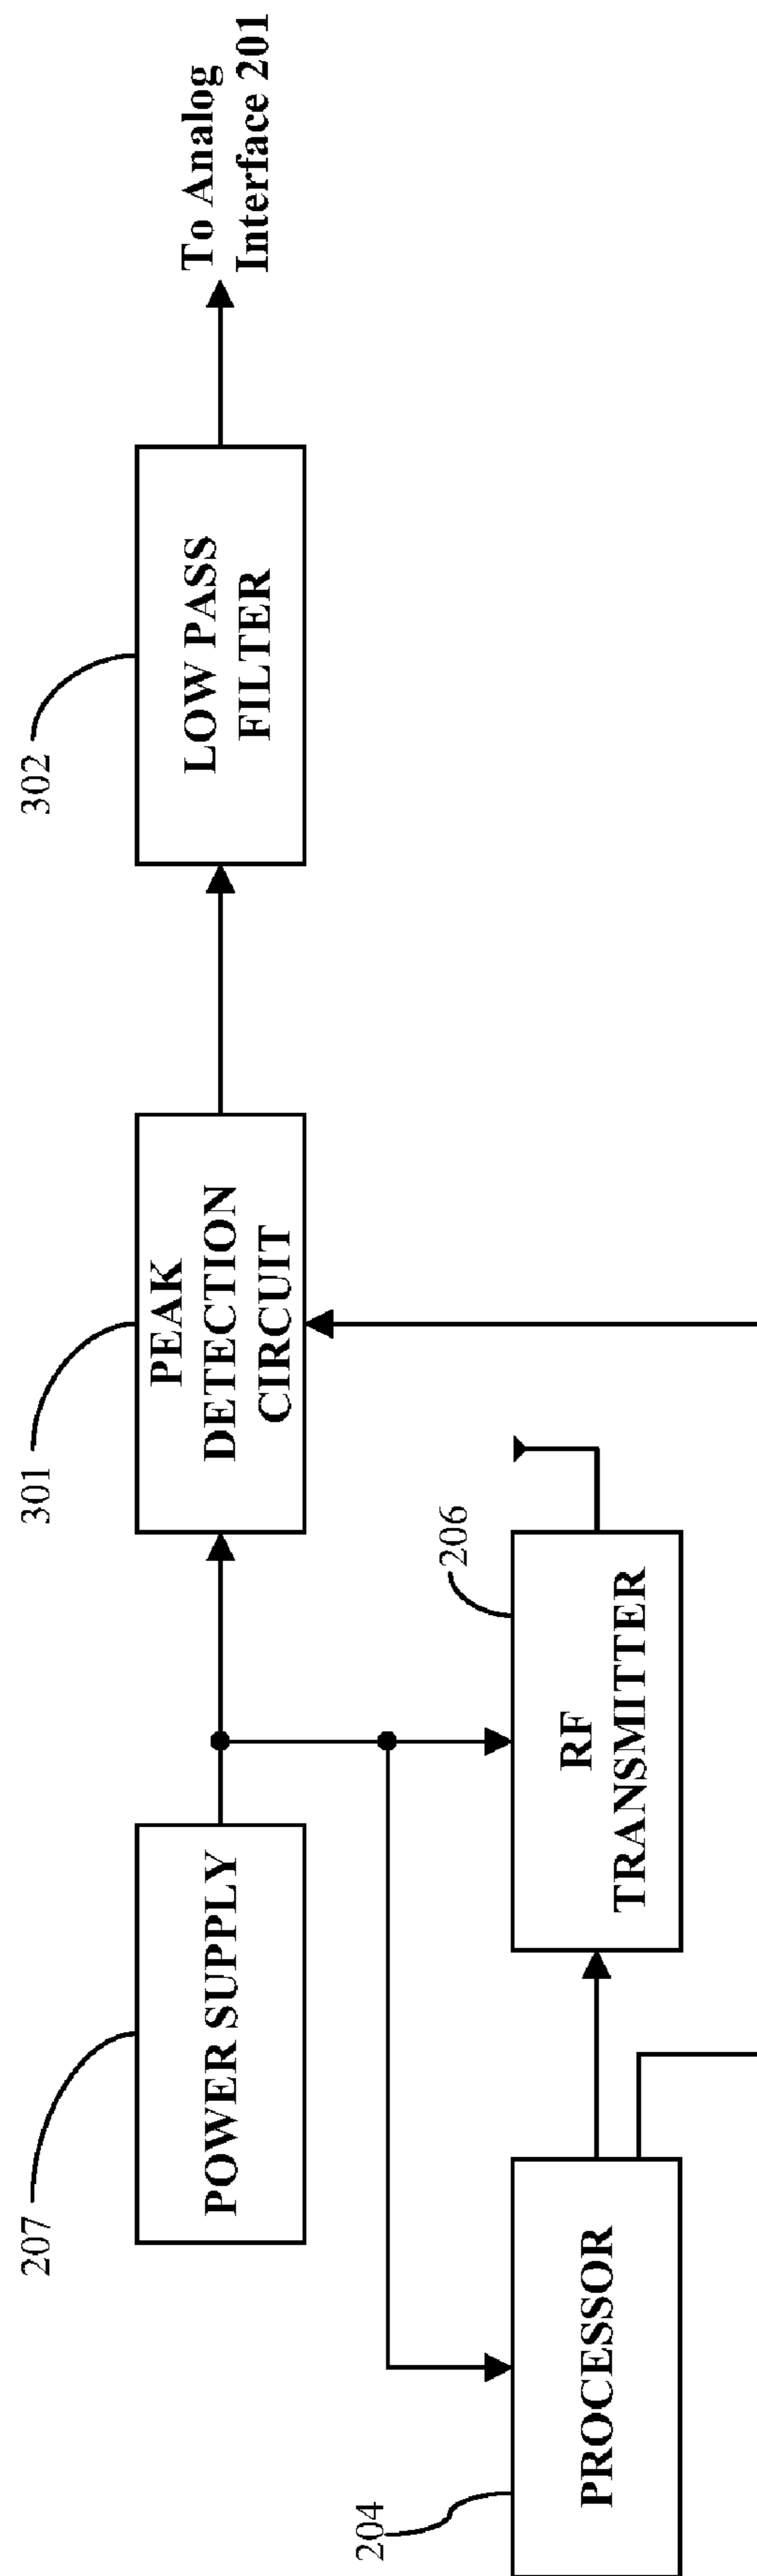 207
POWER SUPPLY
301
PEAK
DETECTION
CIRCUIT
302
LOW PASS
FILTER
To Analog
Interface 201
204
PROCESSOR
206
RF
TRANSMITTER